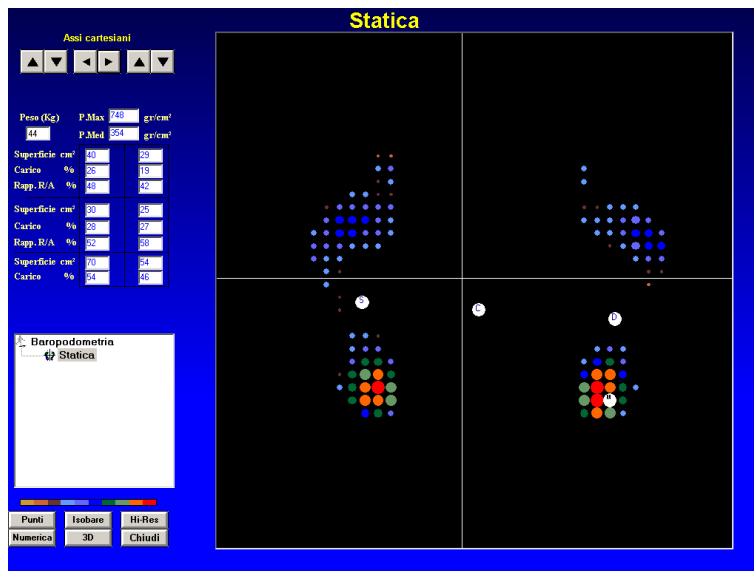 Statica
Assi cartesiani
Peso (Kg) P.Max 748 gr/cm²
44 P.Med 354 gr/cm²
Superficie cm² 40 29
Carico % 26 19
Rapp. R/A % 48 42
Superficie cm² 30 25
Carico % 28 27
Rapp. R/A % 52 58
Superficie cm² 70 54
Carico % 54 46
S C D
M
Baropodometria
Statica
Punti Isobare Hi-Res
Numerica 3D Chiudi